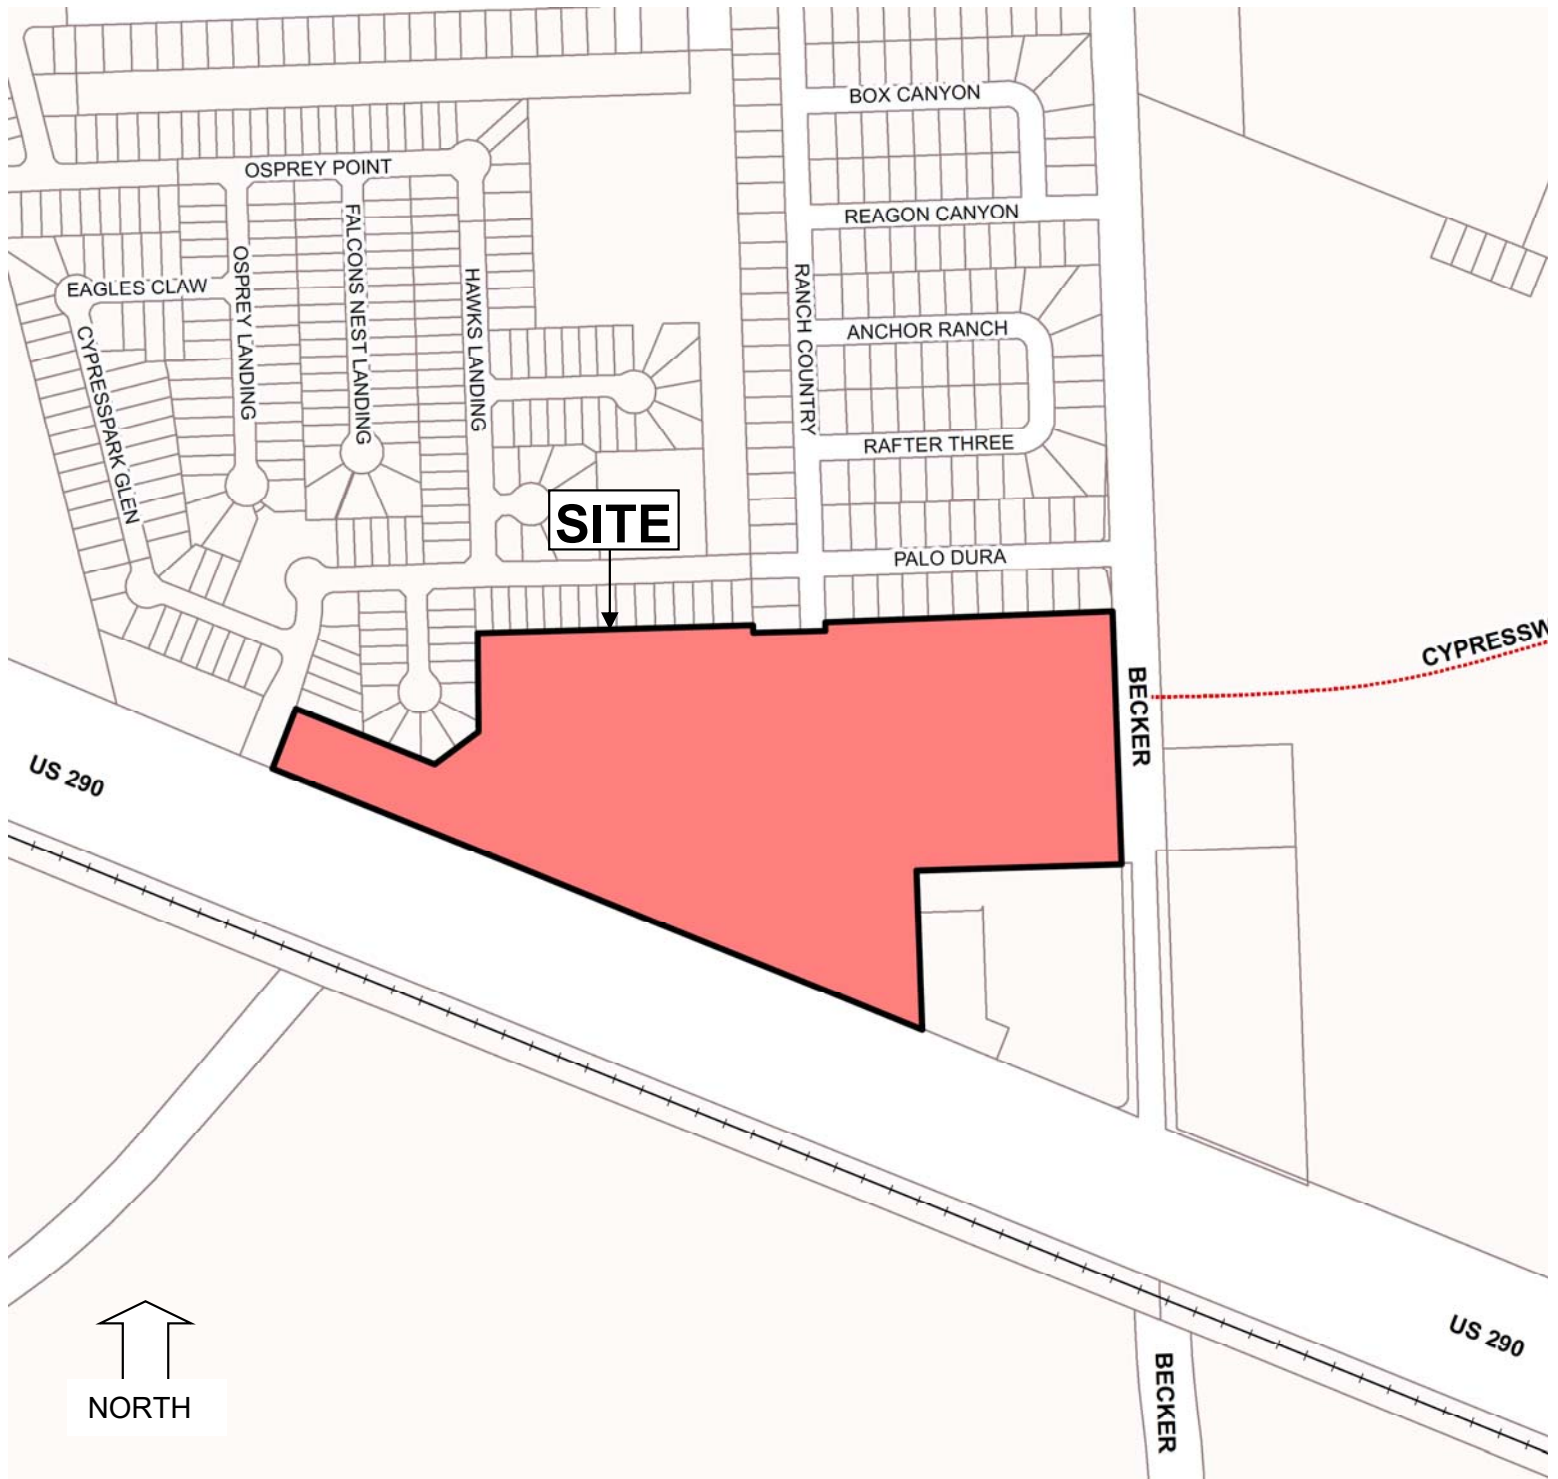 BOX CANYON
OSPREY POINT
REAGON CANYON
FALCONS NEST LANDING
OSPREY LANDING
EAGLES CLAW
HAWKS LANDING
RANCH COUNTRY
CYPRESSPARK GLEN
ANCHOR RANCH
RAFTER THREE
SITE
PALO DURA
CYPRESSW
BECKER
US 290
US 290
BECKER
NORTH